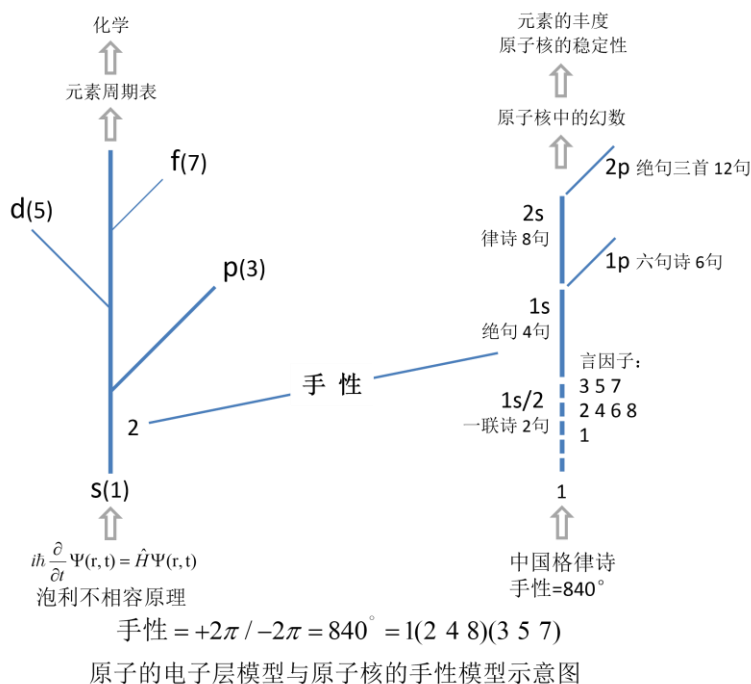 化学
元素周期表
f(7)
d(5)
p(3)
2
s(1)
iħ ∂/∂t Ψ(r, t) = ĤΨ(r, t)
泡利不相容原理
手 性
元素的丰度
原子核的稳定性
原子核中的幻数
2p 绝句三首 12句
2s
律诗 8句
1p 六句诗 6句
1s
绝句 4句
言因子：
3 5 7
1s/2
2 4 6 8
一联诗 2句
1
1
中国格律诗
手性=840°
手性 = +2π / −2π = 840° = 1(2 4 8)(3 5 7)
原子的电子层模型与原子核的手性模型示意图